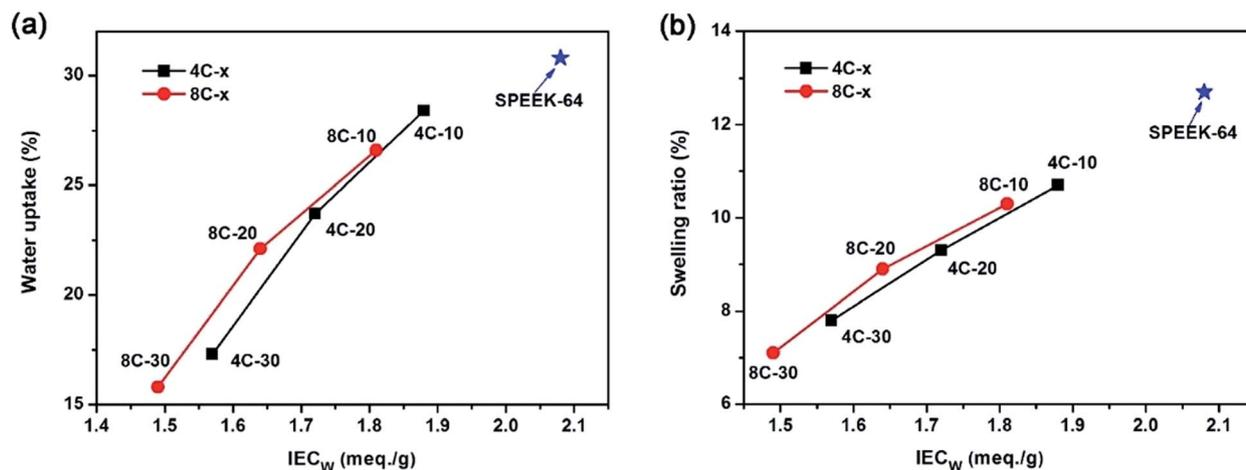 (a)
Water uptake (%)
30
25
20
15
4C-x
8C-x
SPEEK-64
8C-10
4C-10
8C-20
4C-20
8C-30
4C-30
1.4 1.5 1.6 1.7 1.8 1.9 2.0 2.1
IECW (meq./g)
(b)
Swelling ratio (%)
14
12
10
8
6
4C-x
8C-x
SPEEK-64
4C-10
8C-10
8C-20
4C-20
4C-30
8C-30
1.5 1.6 1.7 1.8 1.9 2.0 2.1
IECW (meq./g)